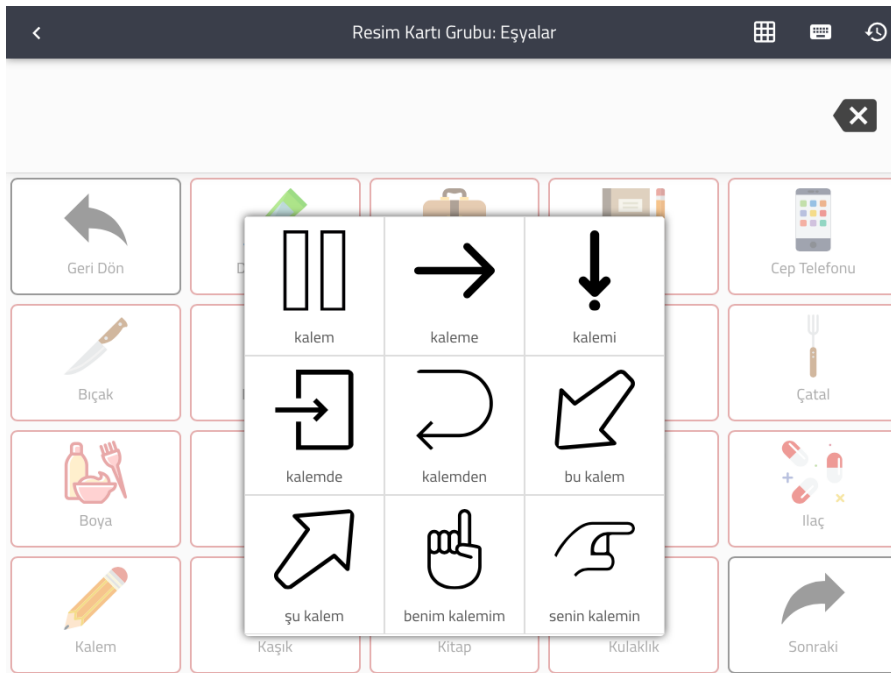 Resim Kartı Grubu: Eşyalar
Geri Dön
Cep Telefonu
kalem
kaleme
kalemi
Bıçak
Çatal
kalemde
kalemden
bu kalem
Boya
Ilaç
şu kalem
benim kalemim
senin kalemin
Kalem
Kaşık
Kitap
Kulaklık
Sonraki